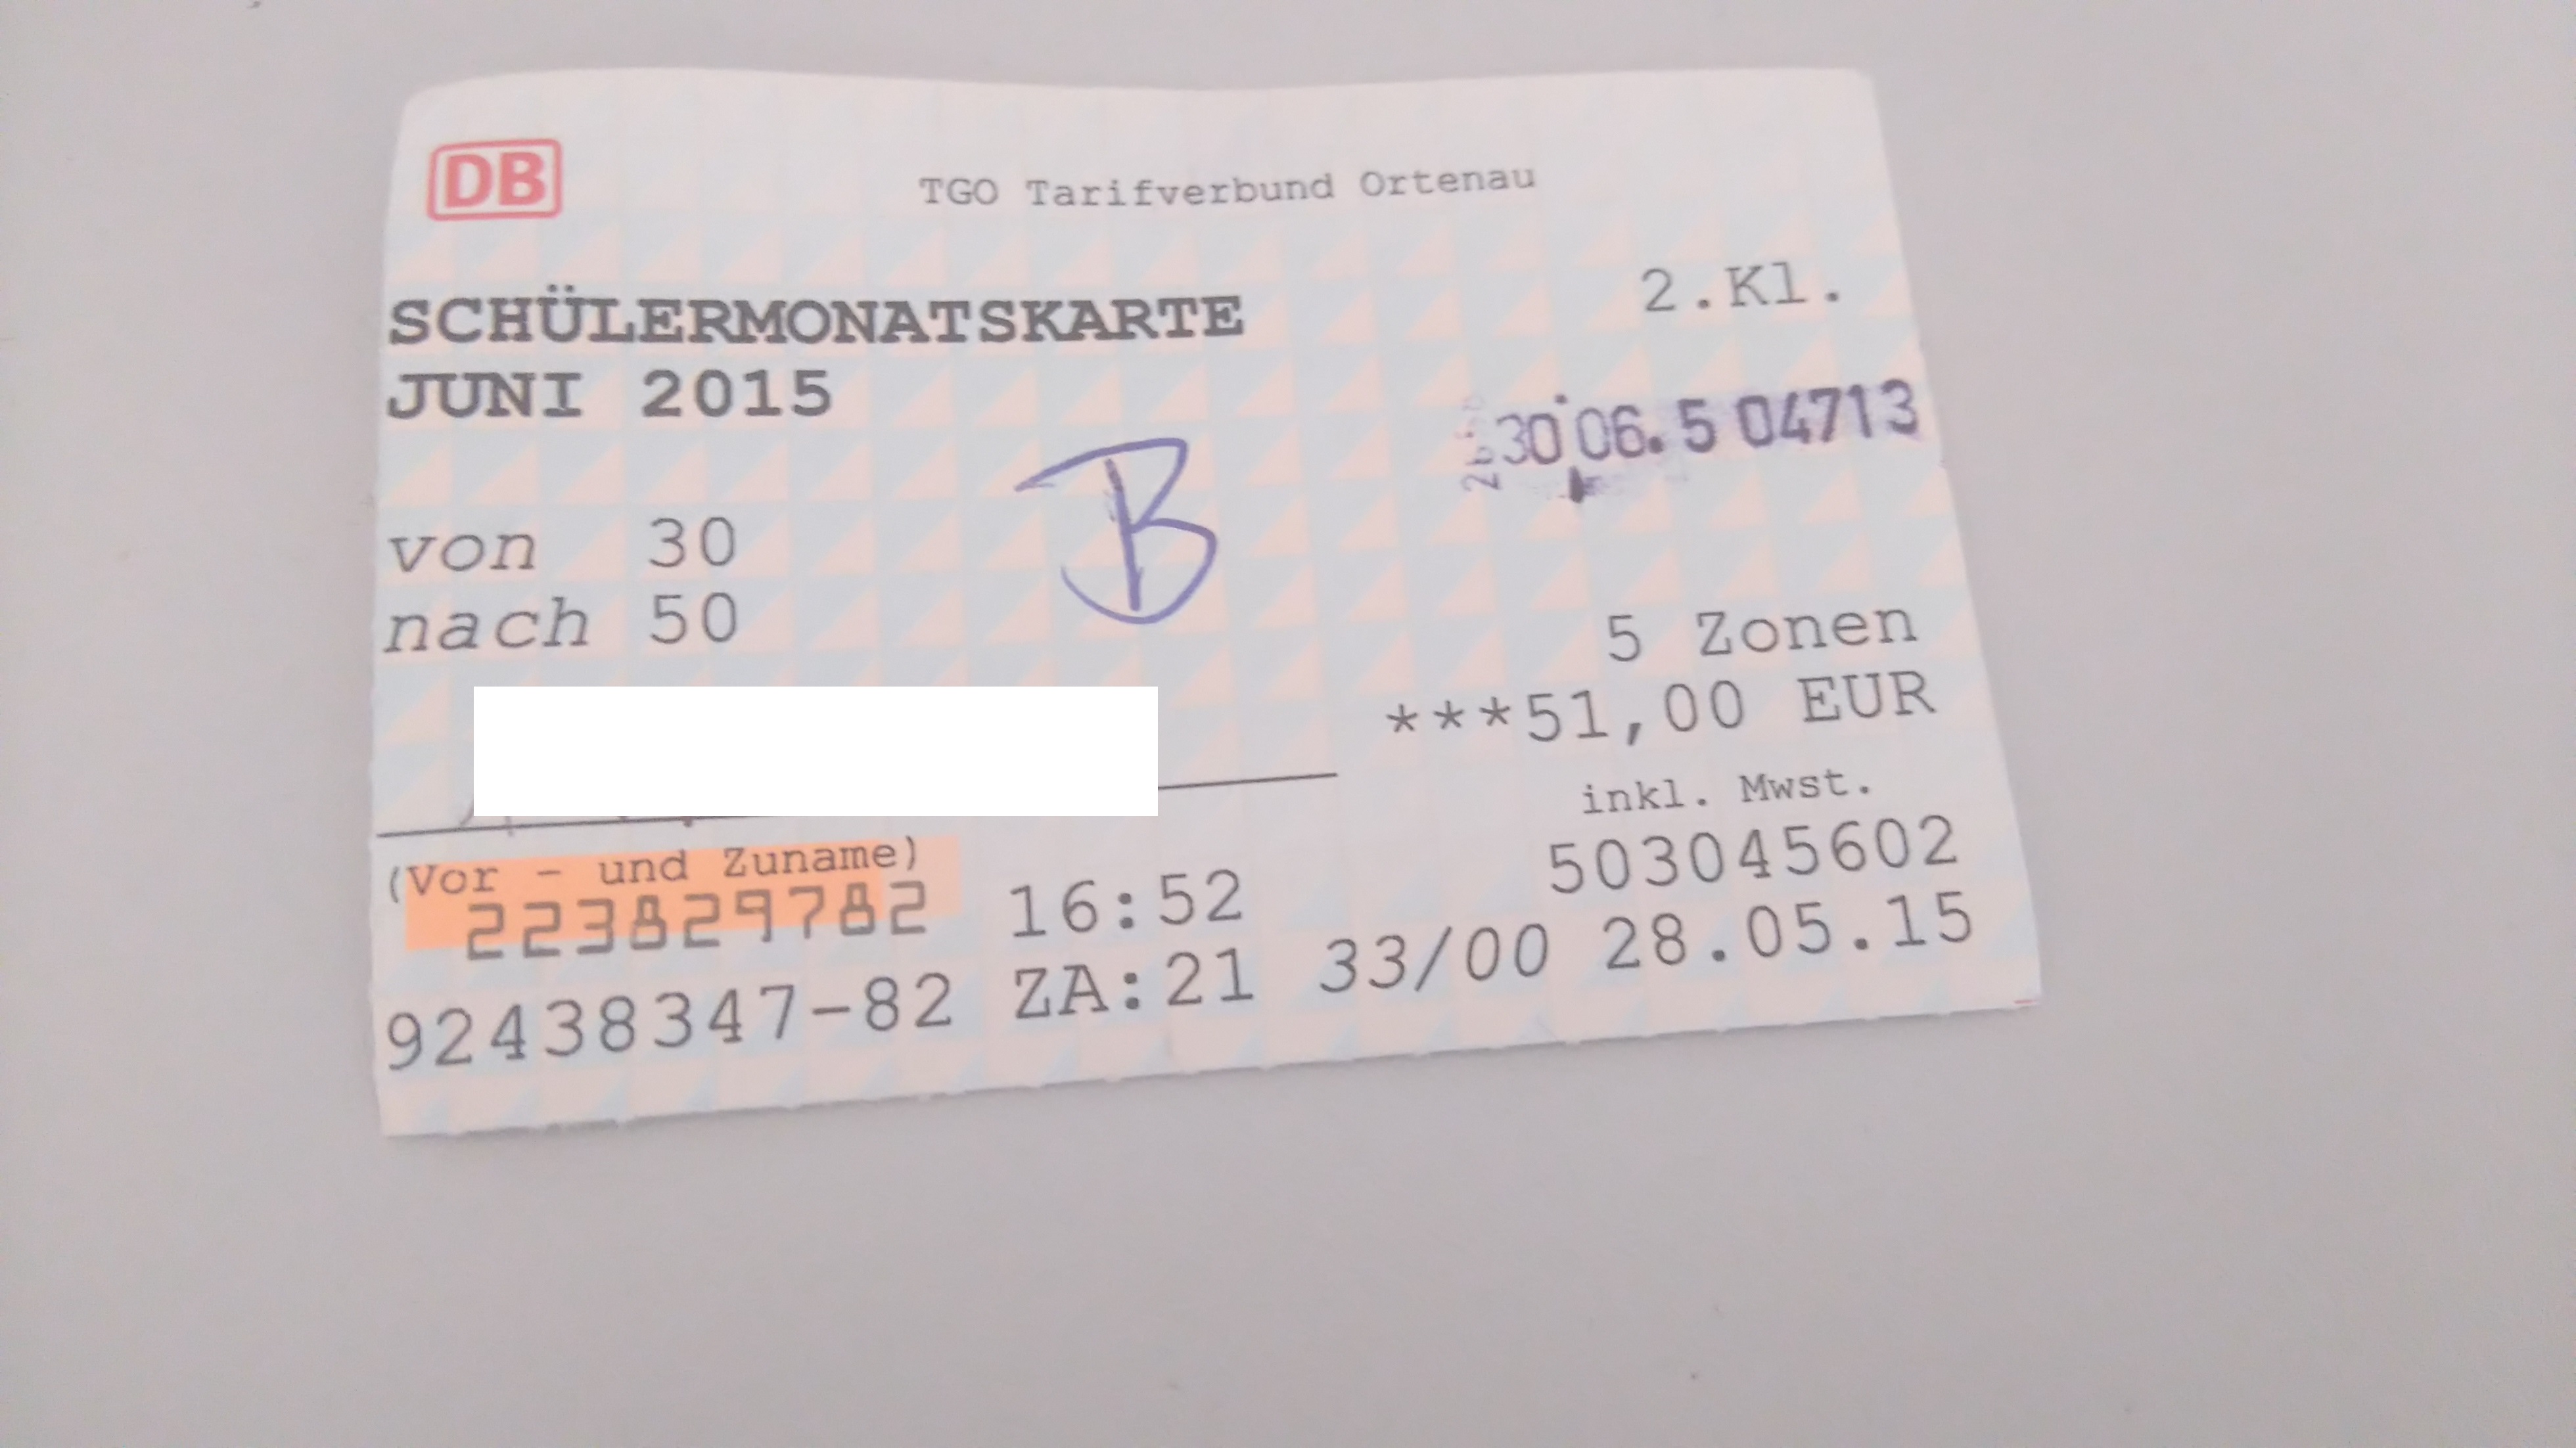 DB
TGO Tarifverbund Ortenau
SCHÜLERMONATSKARTE
2.Kl.
JUNI 2015
30 06. 5 04713
B
von 30
nach 50
5 Zonen
***51,00 EUR
inkl. Mwst.
(Vor - und Zuname)
503045602
223829782 16:52
92438347-82 ZA:21 33/00 28.05.15